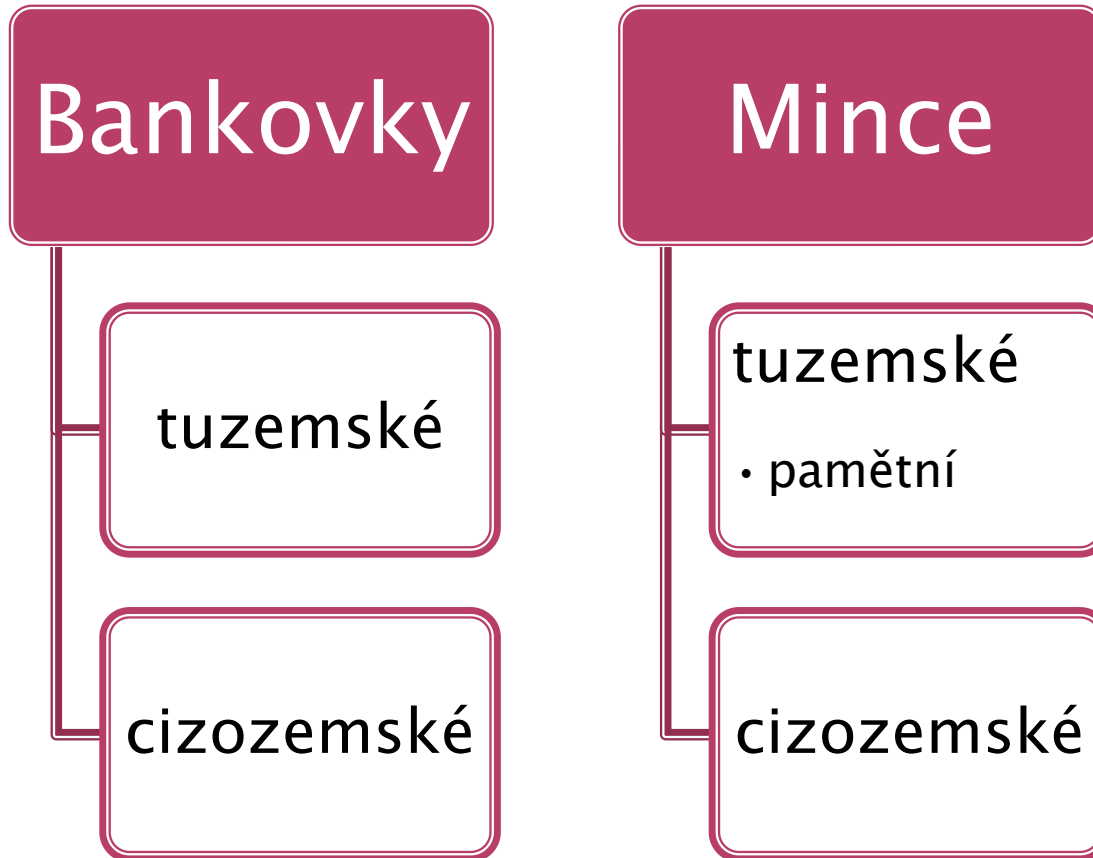 Bankovky
tuzemské
cizozemské
Mince
tuzemské
• pamětní
cizozemské